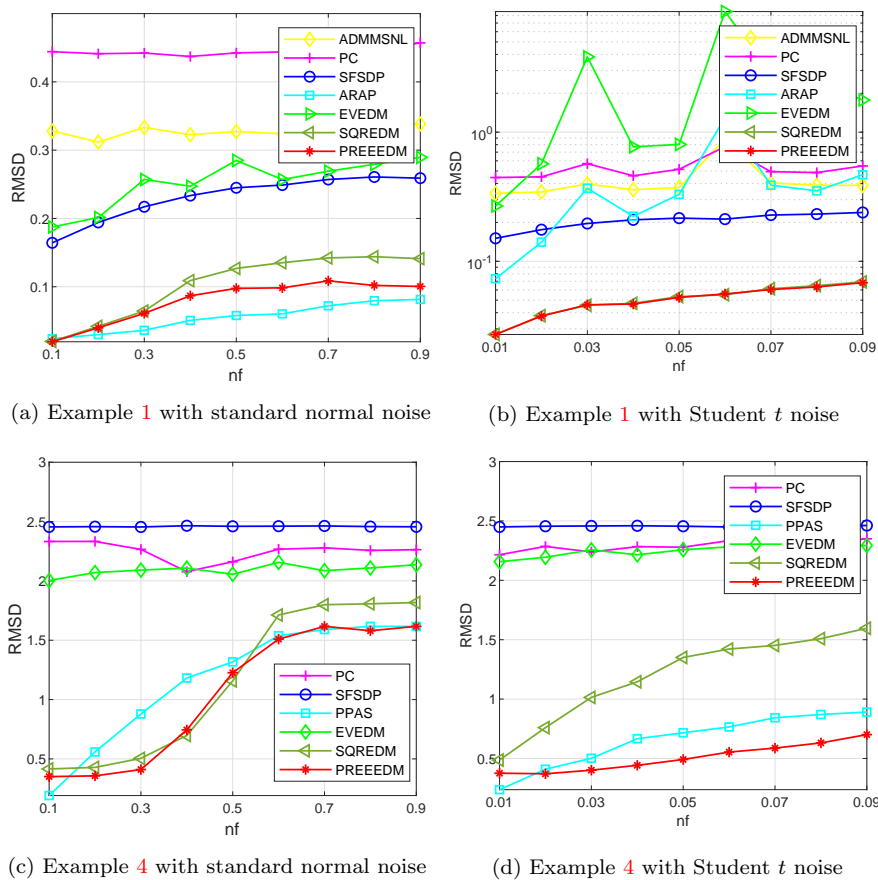 RMSD
0.4
0.3
0.2
0.1
0.1
0.3
0.5
0.7
0.9
nf
ADMMSNL
PC
SFSDP
ARAP
EVEDM
SQREDM
PREEEDM
(a) Example 1 with standard normal noise
RMSD
10^0
10^-1
0.01
0.03
0.05
0.07
0.09
nf
ADMMSNL
PC
SFSDP
ARAP
EVEDM
SQREDM
PREEEDM
(b) Example 1 with Student t noise
RMSD
3
2.5
2
1.5
1
0.5
0.1
0.3
0.5
0.7
0.9
nf
PC
SFSDP
PPAS
EVEDM
SQREDM
PREEEDM
(c) Example 4 with standard normal noise
RMSD
3
2.5
2
1.5
1
0.5
0.01
0.03
0.05
0.07
0.09
nf
PC
SFSDP
PPAS
EVEDM
SQREDM
PREEEDM
(d) Example 4 with Student t noise